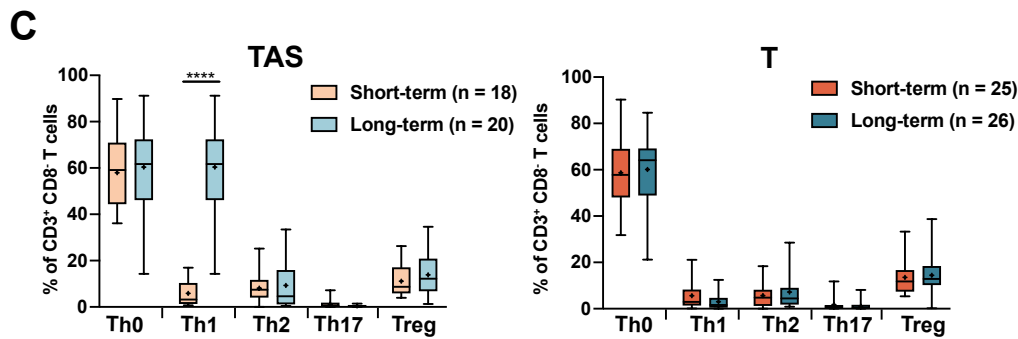 C
TAS
% of CD3⁺ CD8⁻ T cells
100
80
60
40
20
0
****
Short-term (n = 18)
Long-term (n = 20)
Th0 Th1 Th2 Th17 Treg
T
% of CD3⁺ CD8⁻ T cells
100
80
60
40
20
0
Short-term (n = 25)
Long-term (n = 26)
Th0 Th1 Th2 Th17 Treg